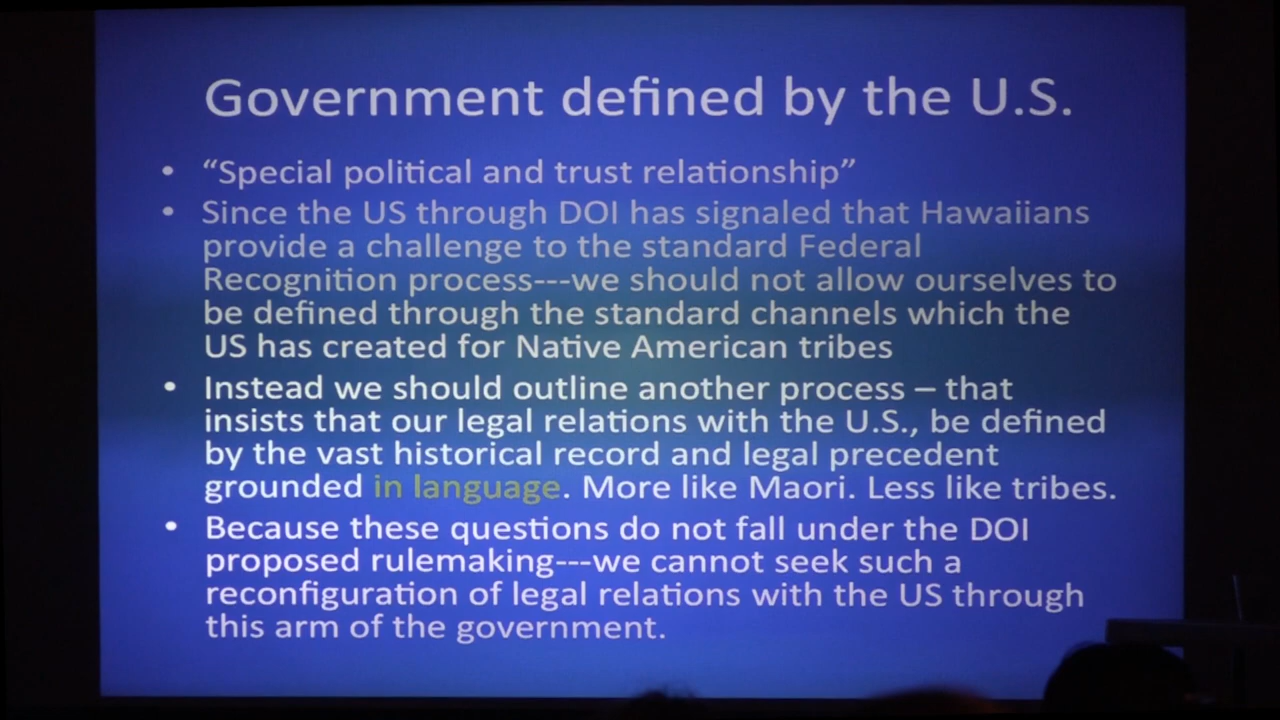 Government defined by the U.S.
• “Special political and trust relationship”
• Since the US through DOI has signaled that Hawaiians
provide a challenge to the standard Federal
Recognition process---we should not allow ourselves to
be defined through the standard channels which the
US has created for Native American tribes
• Instead we should outline another process – that
insists that our legal relations with the U.S., be defined
by the vast historical record and legal precedent
grounded in language. More like Maori. Less like tribes.
• Because these questions do not fall under the DOI
proposed rulemaking---we cannot seek such a
reconfiguration of legal relations with the US through
this arm of the government.